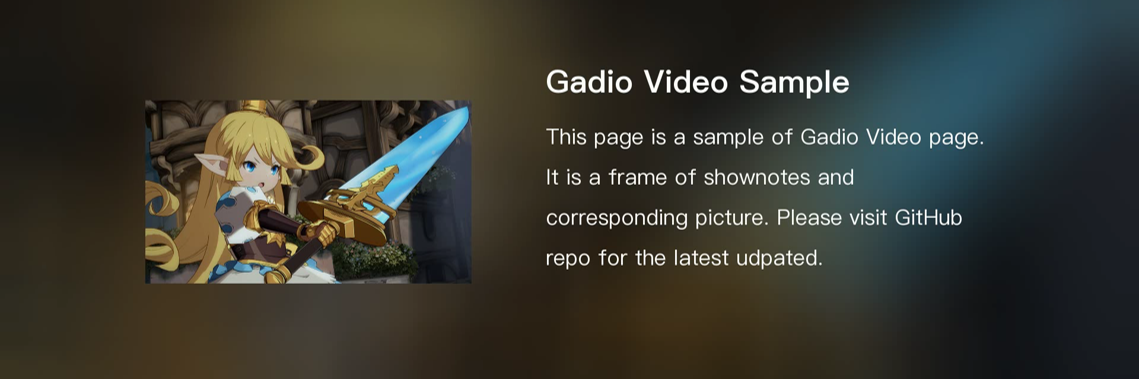 Gadio Video Sample
This page is a sample of Gadio Video page.
It is a frame of shownotes and
corresponding picture. Please visit GitHub
repo for the latest udpated.